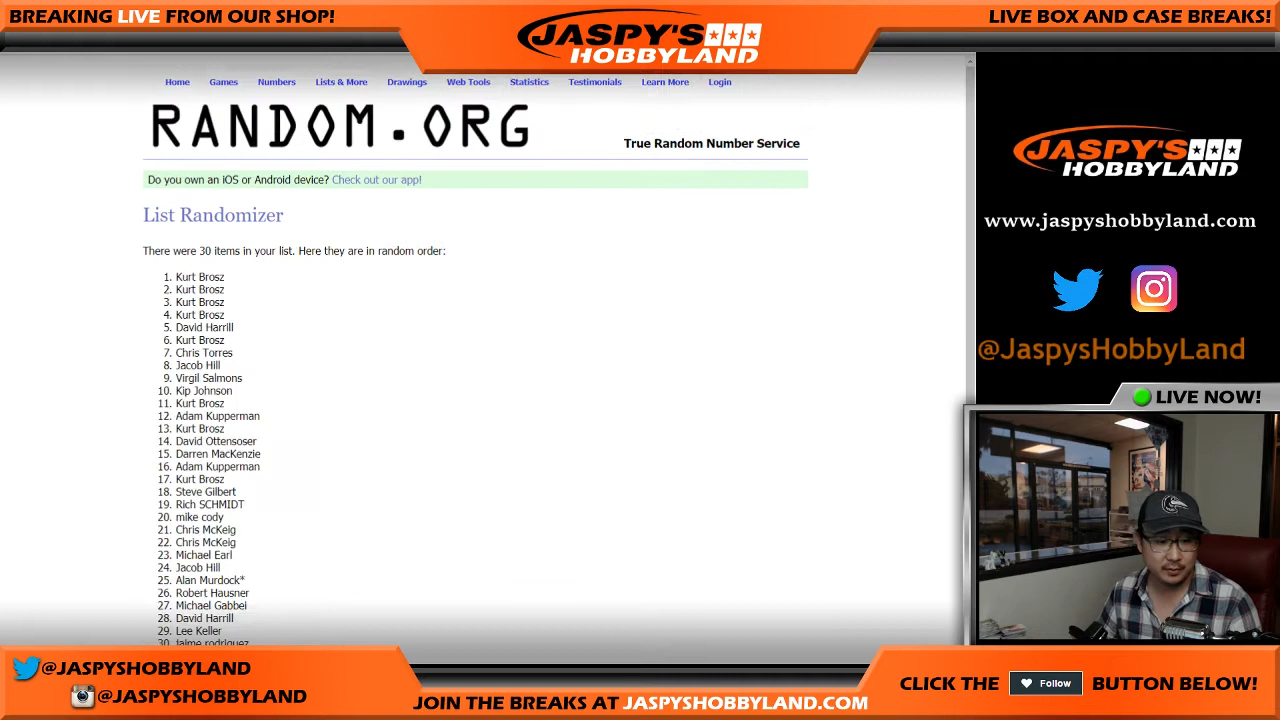 BREAKING LIVE FROM OUR SHOP!
JASPY'S
HOBBYLAND
LIVE BOX AND CASE BREAKS!
Home Games Numbers Lists & More Drawings Web Tools Statistics Testimonials Learn More Login
RANDOM.ORG
True Random Number Service
Do you own an iOS or Android device? Check out our app!
List Randomizer
There were 30 items in your list. Here they are in random order:
1. Kurt Brosz
2. Kurt Brosz
3. Kurt Brosz
4. Kurt Brosz
5. David Harrill
6. Kurt Brosz
7. Chris Torres
8. Jacob Hill
9. Virgil Salmons
10. Kip Johnson
11. Kurt Brosz
12. Adam Kupperman
13. Kurt Brosz
14. David Ottensoser
15. Darren MacKenzie
16. Adam Kupperman
17. Kurt Brosz
18. Steve Gilbert
19. Rich SCHMIDT
20. mike cody
21. Chris McKeig
22. Chris McKeig
23. Michael Earl
24. Jacob Hill
25. Alan Murdock*
26. Robert Hausner
27. Michael Gabbei
28. David Harrill
29. Lee Keller
30. jaime rodriguez
JASPY'S
HOBBYLAND
www.jaspyshobbyland.com
@JaspysHobbyLand
LIVE NOW!
@JASPYSHOBBYLAND
@JASPYSHOBBYLAND
JOIN THE BREAKS AT JASPYSHOBBYLAND.COM
CLICK THE Follow BUTTON BELOW!